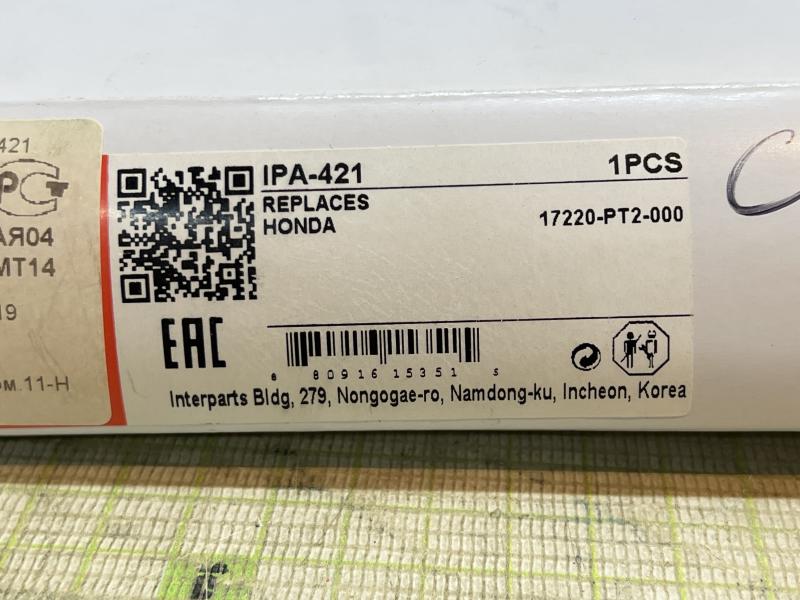 421
РСТ
АЯ04
МТ14
19
ом.11-Н
IPA-421 1PCS
REPLACES
HONDA 17220-PT2-000
EAC
8 80916 15351 5
Interparts Bldg, 279, Nongogae-ro, Namdong-ku, Incheon, Korea